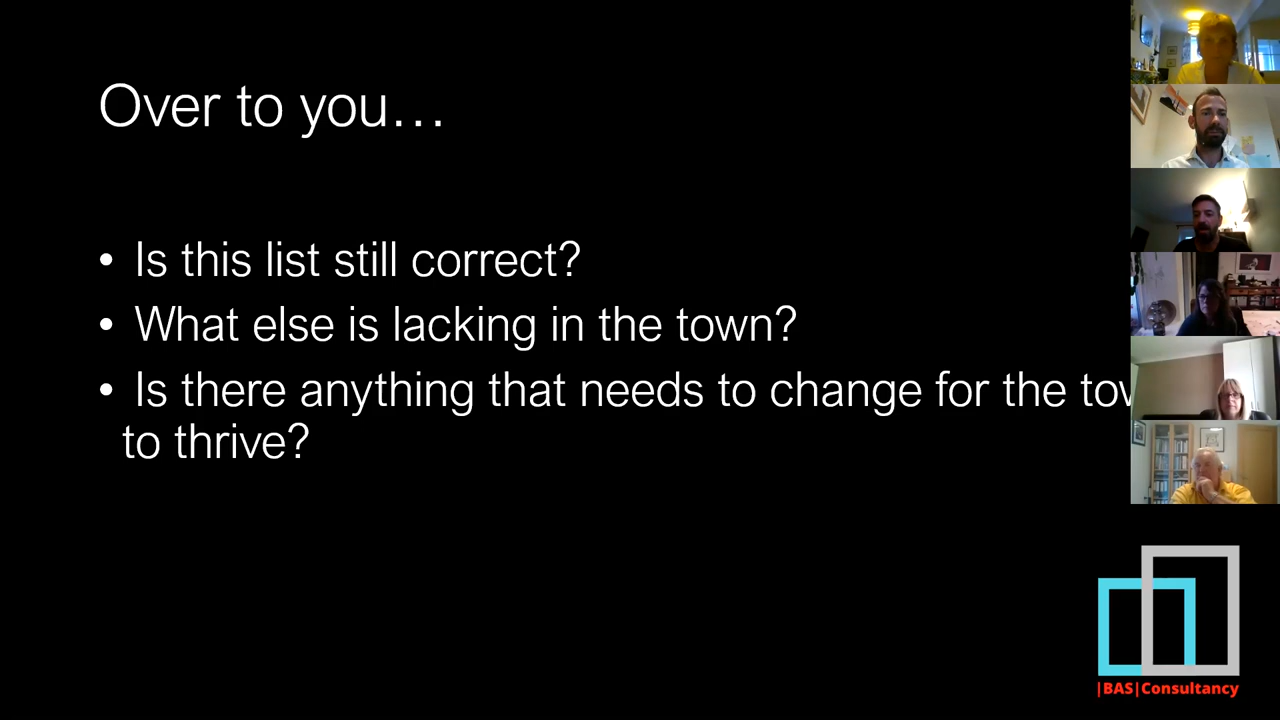 Over to you…
• Is this list still correct?
• What else is lacking in the town?
• Is there anything that needs to change for the
to thrive?
|BAS|Consultancy